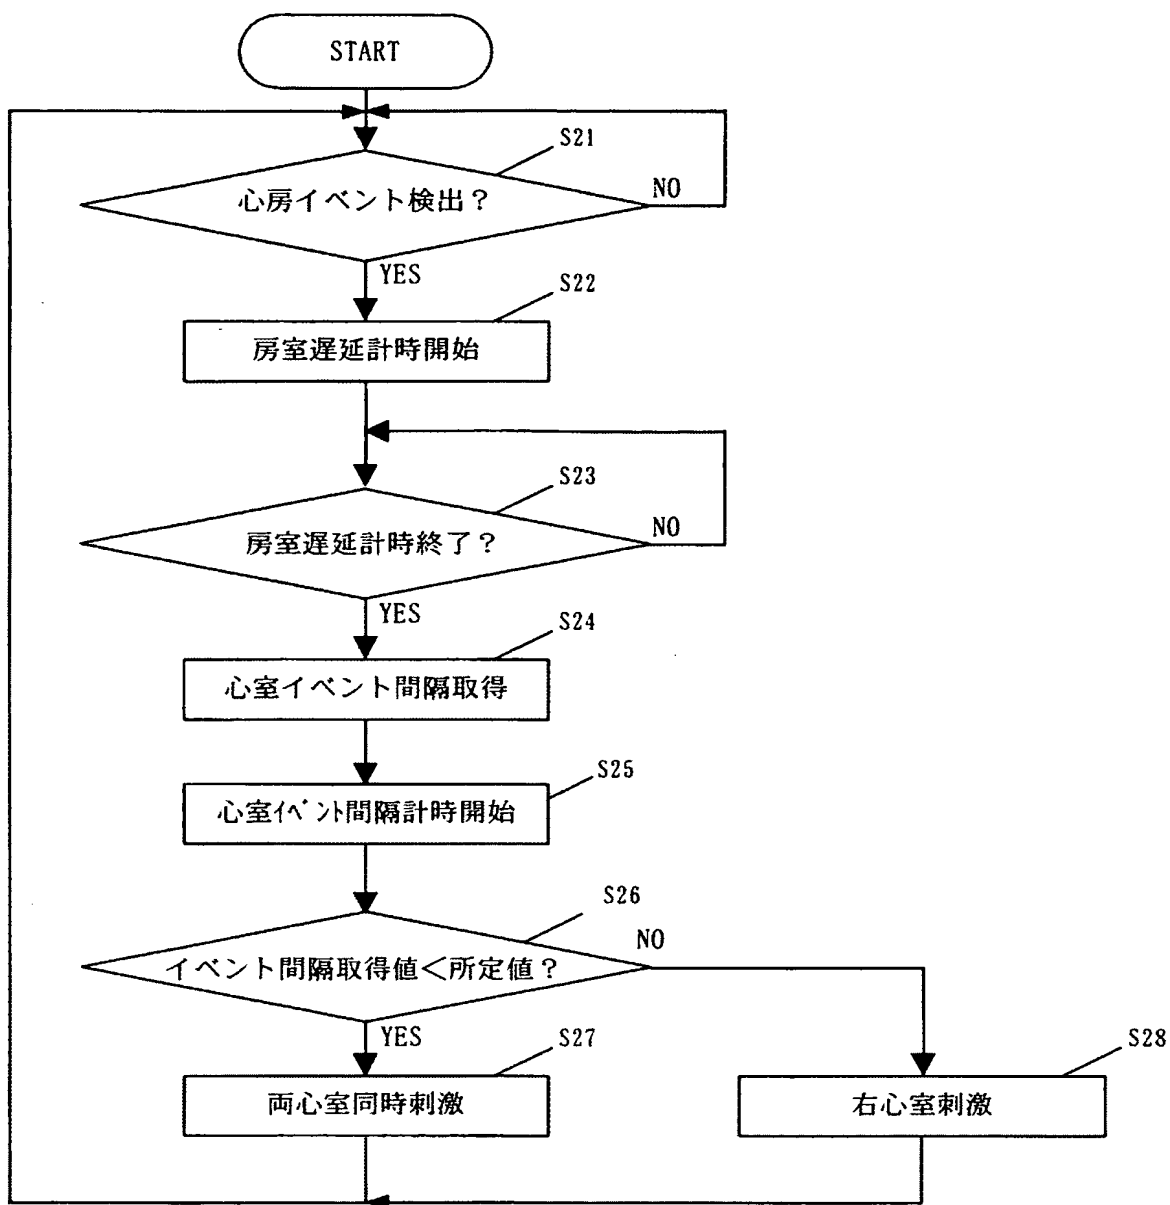 START
S21
心房イベント検出？
NO
YES
S22
房室遅延計時開始
S23
房室遅延計時終了？
NO
YES
S24
心室イベント間隔取得
S25
心室ｲﾍﾞﾝﾄ間隔計時開始
S26
イベント間隔取得値＜所定値？
NO
YES
S27
両心室同時刺激
S28
右心室刺激